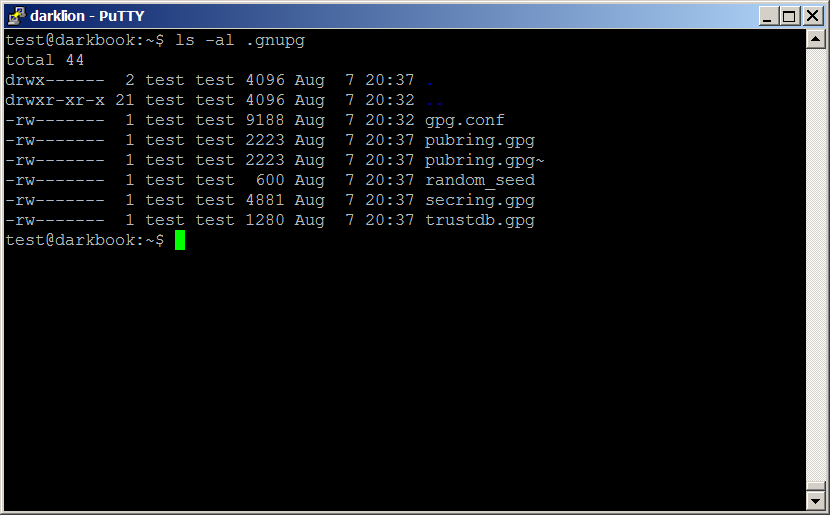 darklion - PuTTY
test@darkbook:~$ ls -al .gnupg
total 44
drwx------  2 test test 4096 Aug  7 20:37 .
drwxr-xr-x 21 test test 4096 Aug  7 20:32 ..
-rw-------  1 test test 9188 Aug  7 20:32 gpg.conf
-rw-------  1 test test 2223 Aug  7 20:37 pubring.gpg
-rw-------  1 test test 2223 Aug  7 20:37 pubring.gpg~
-rw-------  1 test test  600 Aug  7 20:37 random_seed
-rw-------  1 test test 4881 Aug  7 20:37 secring.gpg
-rw-------  1 test test 1280 Aug  7 20:37 trustdb.gpg
test@darkbook:~$